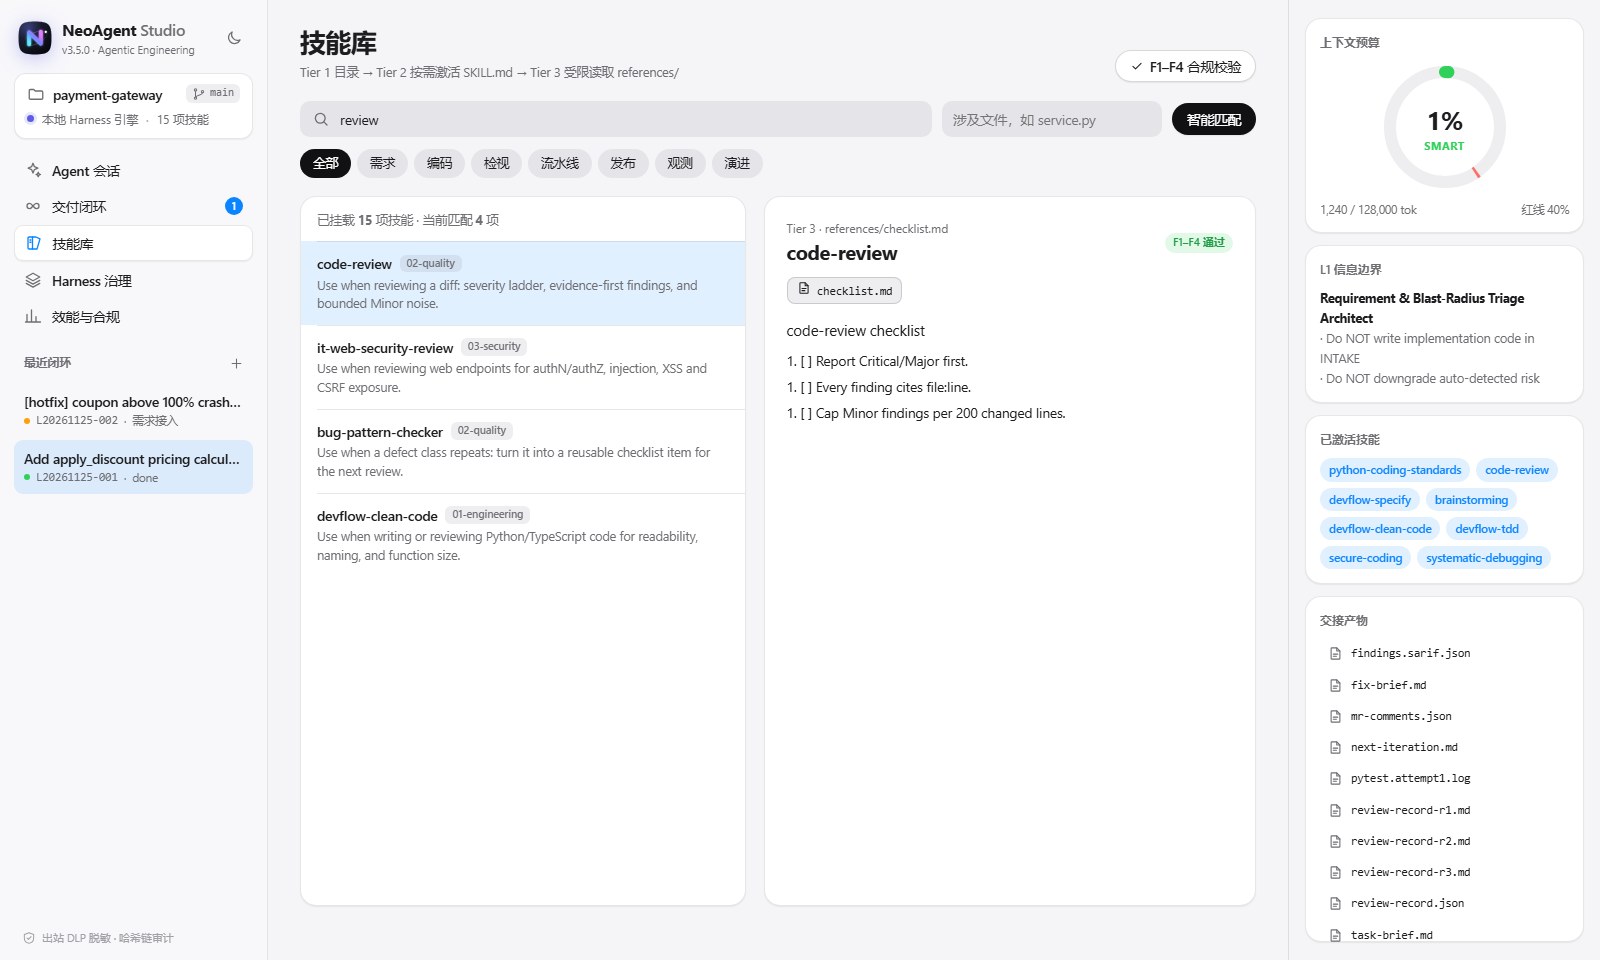 NeoAgent Studio
v3.5.0 · Agentic Engineering
payment-gateway
main
本地 Harness 引擎 · 15 项技能
Agent 会话
交付闭环
1
技能库
Harness 治理
效能与合规
最近闭环
[hotfix] coupon above 100% crash...
L20261125-002 · 需求接入
Add apply_discount pricing calcul...
L20261125-001 · done
出站 DLP 脱敏 · 哈希链审计
技能库
Tier 1 目录 → Tier 2 按需激活 SKILL.md → Tier 3 受限读取 references/
F1–F4 合规校验
review
涉及文件，如 service.py
智能匹配
全部
需求
编码
检视
流水线
发布
观测
演进
已挂载 15 项技能 · 当前匹配 4 项
code-review
02-quality
Use when reviewing a diff: severity ladder, evidence-first findings, and
bounded Minor noise.
it-web-security-review
03-security
Use when reviewing web endpoints for authN/authZ, injection, XSS and
CSRF exposure.
bug-pattern-checker
02-quality
Use when a defect class repeats: turn it into a reusable checklist item for
the next review.
devflow-clean-code
01-engineering
Use when writing or reviewing Python/TypeScript code for readability,
naming, and function size.
Tier 3 · references/checklist.md
code-review
F1–F4 通过
checklist.md
code-review checklist
1. [ ] Report Critical/Major first.
1. [ ] Every finding cites file:line.
1. [ ] Cap Minor findings per 200 changed lines.
上下文预算
1%
SMART
1,240 / 128,000 tok
红线 40%
L1 信息边界
Requirement & Blast-Radius Triage
Architect
· Do NOT write implementation code in
INTAKE
· Do NOT downgrade auto-detected risk
已激活技能
python-coding-standards
code-review
devflow-specify
brainstorming
devflow-clean-code
devflow-tdd
secure-coding
systematic-debugging
交接产物
findings.sarif.json
fix-brief.md
mr-comments.json
next-iteration.md
pytest.attempt1.log
review-record-r1.md
review-record-r2.md
review-record-r3.md
review-record.json
task-brief.md